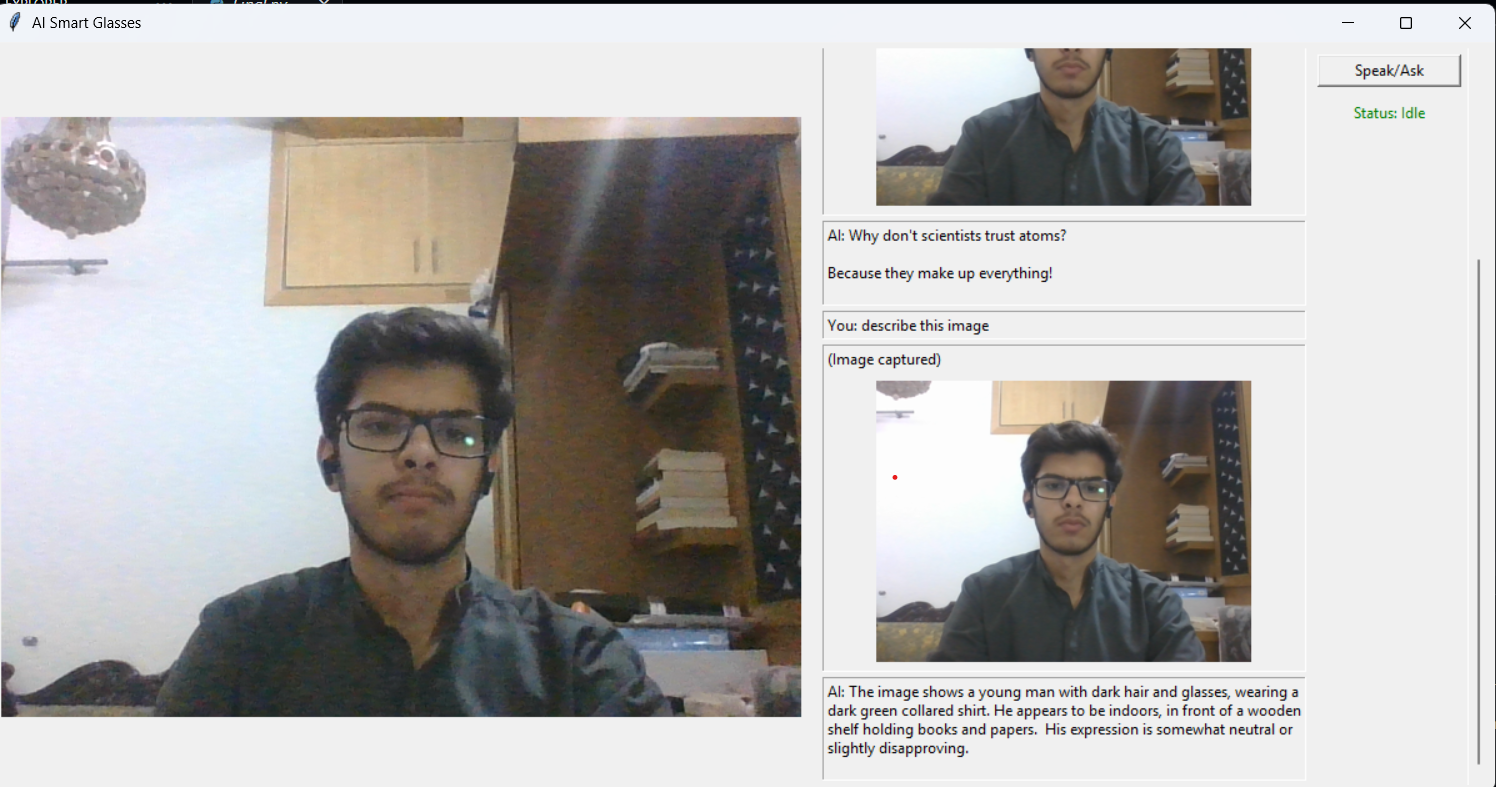 AI Smart Glasses
Speak/Ask
Status: Idle
AI: Why don't scientists trust atoms?
Because they make up everything!
You: describe this image
(Image captured)
AI: The image shows a young man with dark hair and glasses, wearing a
dark green collared shirt. He appears to be indoors, in front of a wooden
shelf holding books and papers.  His expression is somewhat neutral or
slightly disapproving.